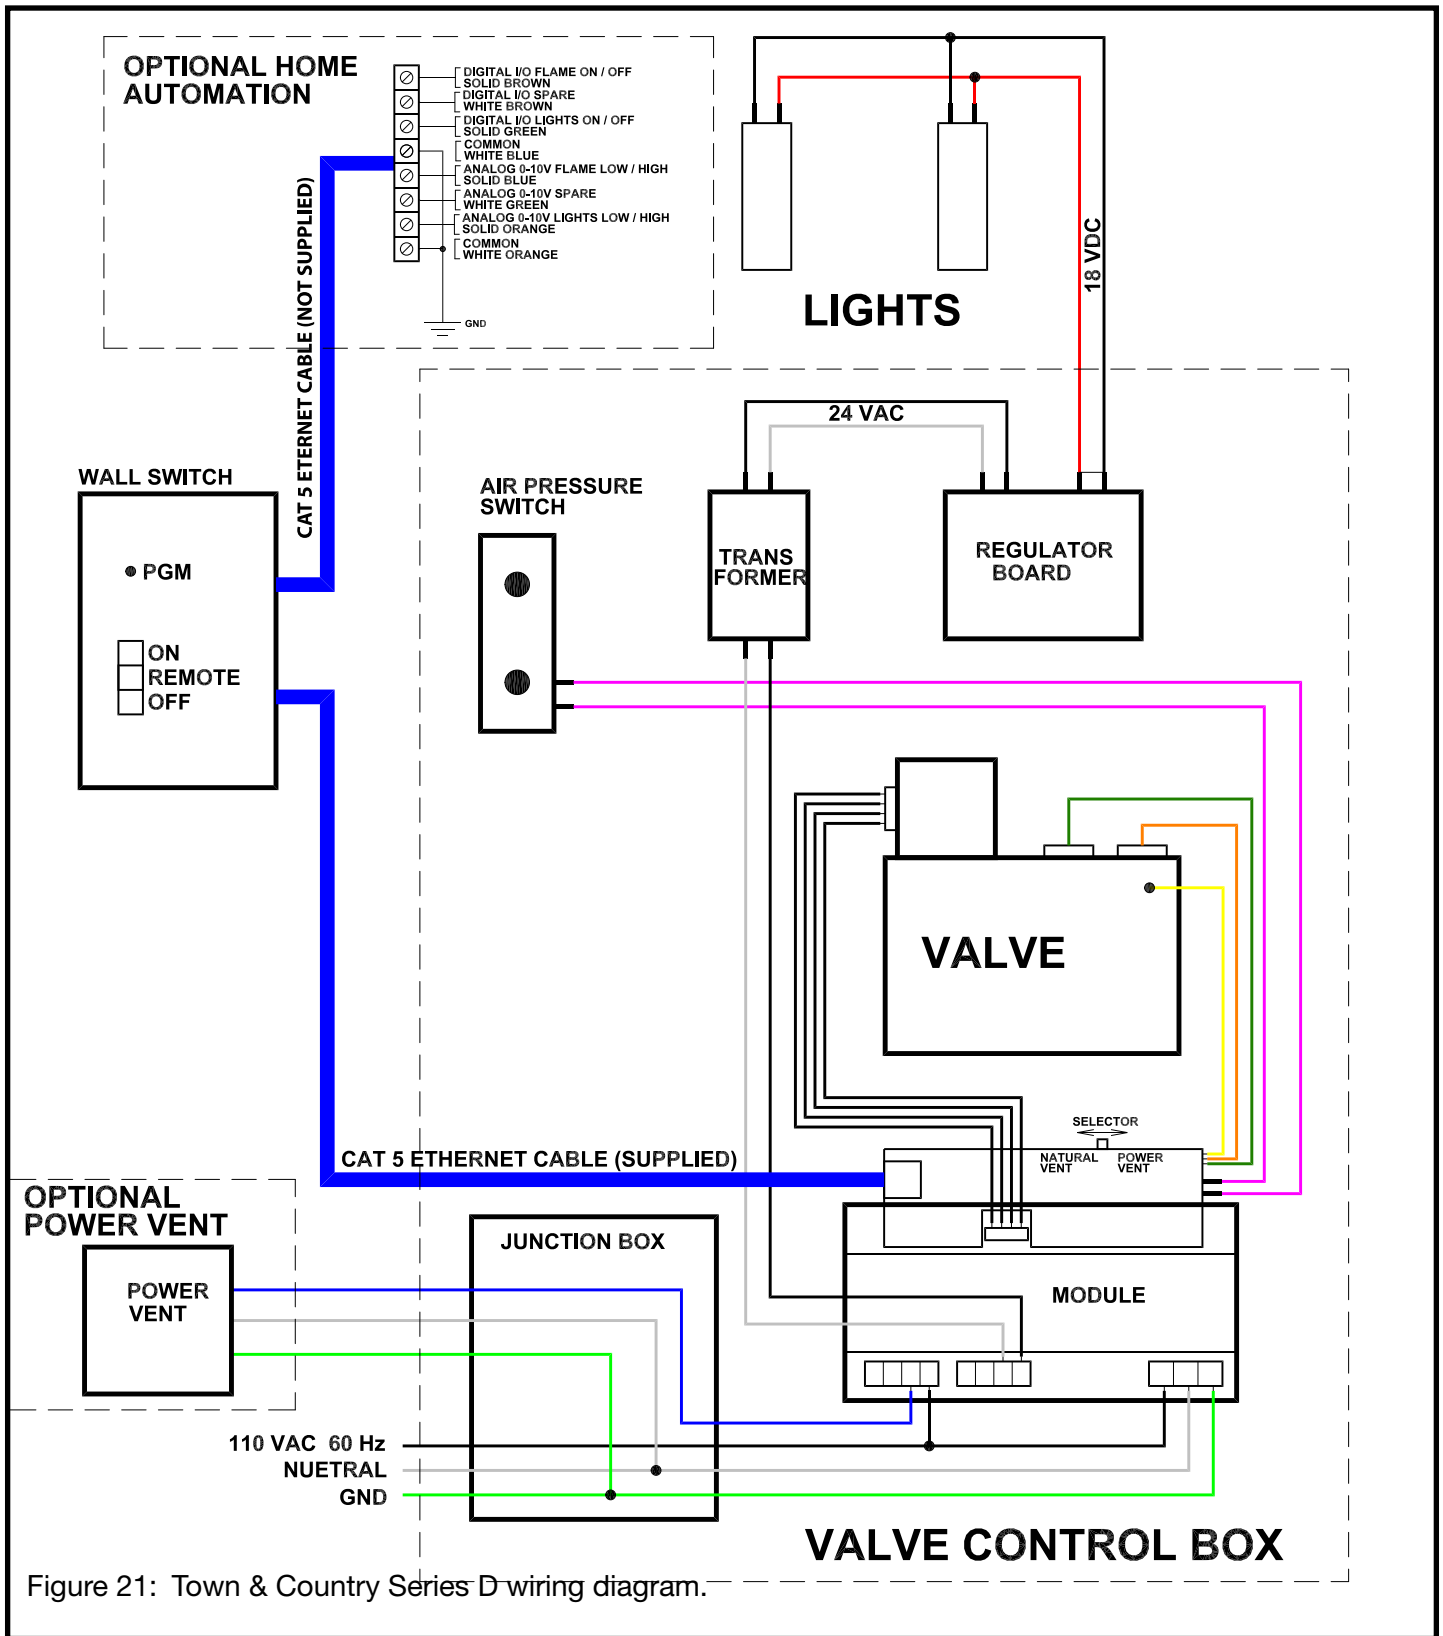 OPTIONAL HOME
AUTOMATION
DIGITAL I/O FLAME ON / OFF
SOLID BROWN
DIGITAL I/O SPARE
WHITE BROWN
DIGITAL I/O LIGHTS ON / OFF
SOLID GREEN
COMMON
WHITE BLUE
ANALOG 0-10V FLAME LOW / HIGH
SOLID BLUE
ANALOG 0-10V SPARE
WHITE GREEN
ANALOG 0-10V LIGHTS LOW / HIGH
SOLID ORANGE
COMMON
WHITE ORANGE
GND
CAT 5 ETERNET CABLE (NOT SUPPLIED)
LIGHTS
18 VDC
24 VAC
WALL SWITCH
PGM
ON
REMOTE
OFF
AIR PRESSURE
SWITCH
TRANS
FORMER
REGULATOR
BOARD
VALVE
SELECTOR
NATURAL
VENT
POWER
VENT
CAT 5 ETHERNET CABLE (SUPPLIED)
OPTIONAL
POWER VENT
POWER
VENT
JUNCTION BOX
MODULE
110 VAC 60 Hz
NUETRAL
GND
VALVE CONTROL BOX
Figure 21: Town & Country Series D wiring diagram.